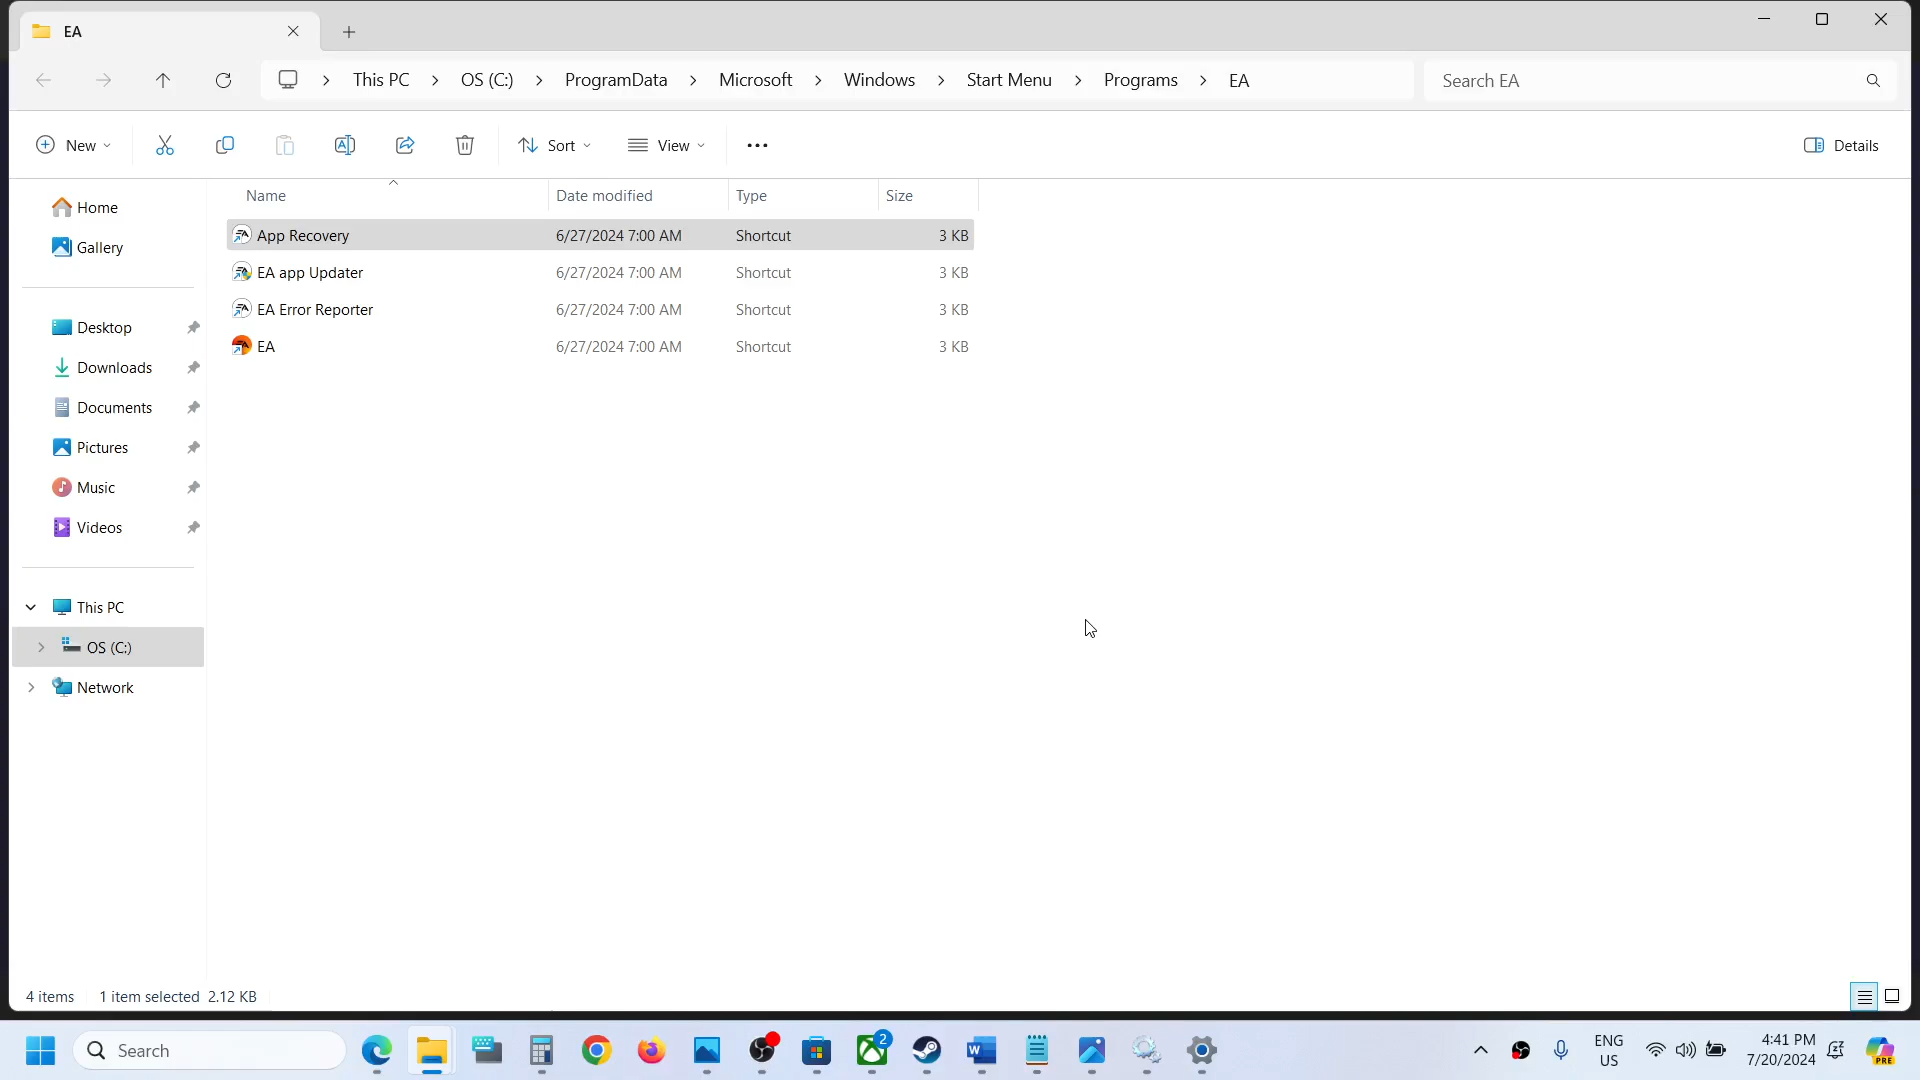 EA
This PC > OS (C:) > ProgramData > Microsoft > Windows > Start Menu > Programs > EA
Search EA
New
Sort
View
Details
Home
Gallery
Desktop
Downloads
Documents
Pictures
Music
Videos
This PC
OS (C:)
Network
Name Date modified Type Size
App Recovery 6/27/2024 7:00 AM Shortcut 3 KB
EA app Updater 6/27/2024 7:00 AM Shortcut 3 KB
EA Error Reporter 6/27/2024 7:00 AM Shortcut 3 KB
EA 6/27/2024 7:00 AM Shortcut 3 KB
4 items 1 item selected 2.12 KB
Search
2
ENG
US
4:41 PM
7/20/2024
PRE